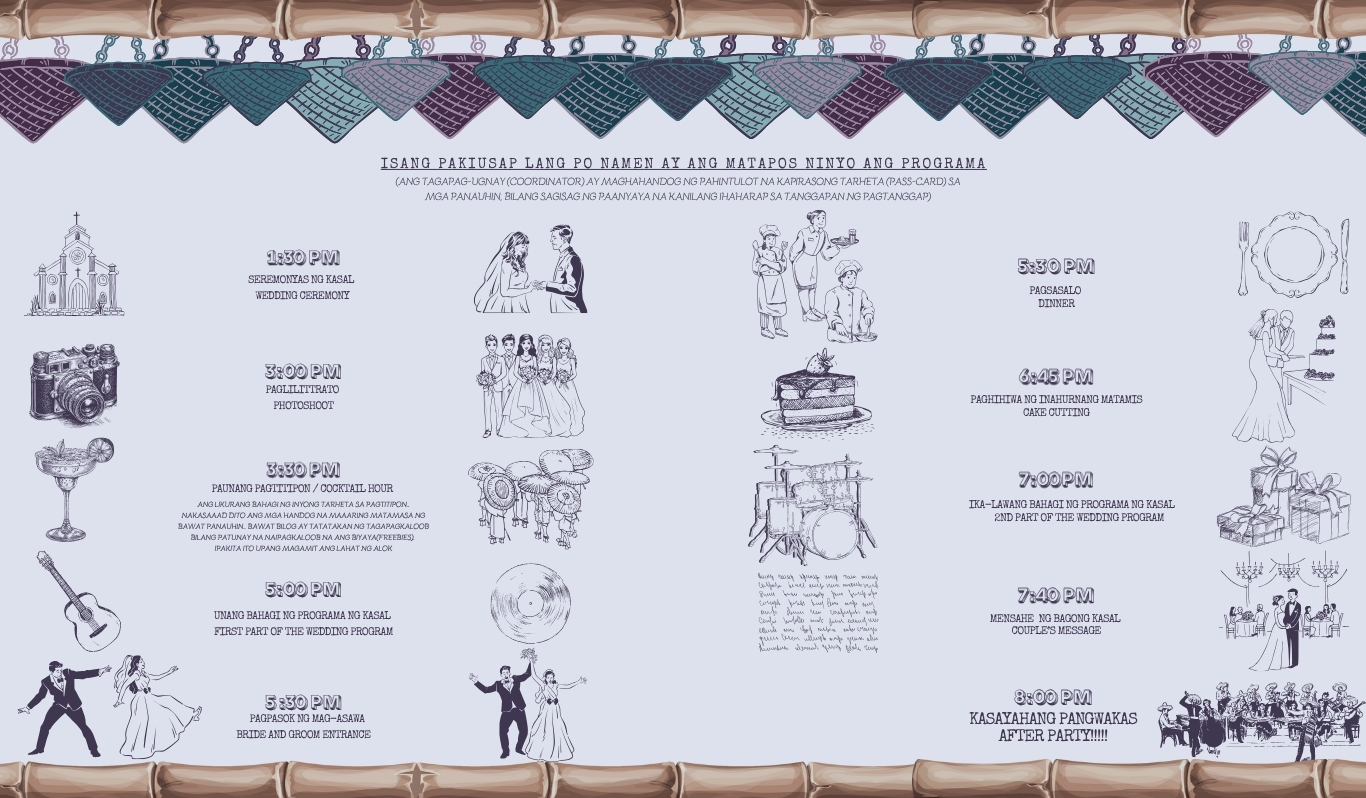 ISANG PAKIUSAP LANG PO NAMEN AY ANG MATAPOS NINYO ANG PROGRAMA
(ANG TAGAPAG-UGNAY (COORDINATOR) AY MAGHAHANDOG NG PAHINTULOT NA KAPIRASONG TARHETA (PASS-CARD) SA
MGA PANAUHIN, BILANG SAGISAG NG PAANYAYA NA KANILANG IHAHARAP SA TANGGAPAN NG PAGTANGGAP)
1:30 PM
SEREMONYAS NG KASAL
WEDDING CEREMONY
3:00 PM
PAGLILITTRATO
PHOTOSHOOT
3:30 PM
PAUNANG PAGTITIPON / COCKTAIL HOUR
ANG LIKURANG BAHAGI NG INYONG TARHETA SA PAGTITIPON.
NAKASAAAD DITO ANG MGA HANDOG NA MAAARING MATAMASA NG
BAWAT PANAUHIN. BAWAT BILOG AY TATATAKAN NG TAGAPAGKALOOB
BILANG PATUNAY NA NAIPAGKALOOB NA ANG BIYAYA(FREEBIES).
IPAKITA ITO UPANG MAGAMIT ANG LAHAT NG ALOK
5:00 PM
UNANG BAHAGI NG PROGRAMA NG KASAL
FIRST PART OF THE WEDDING PROGRAM
5:30 PM
PAGPASOK NG MAG-ASAWA
BRIDE AND GROOM ENTRANCE
5:30 PM
PAGSASALO
DINNER
6:45 PM
PAGHIHIWA NG INAHURNANG MATAMIS
CAKE CUTTING
7:00PM
IKA-LAWANG BAHAGI NG PROGRAMA NG KASAL
2ND PART OF THE WEDDING PROGRAM
7:40 PM
MENSAHE NG BAGONG KASAL
COUPLE'S MESSAGE
8:00 PM
KASAYAHANG PANGWAKAS
AFTER PARTY!!!!!